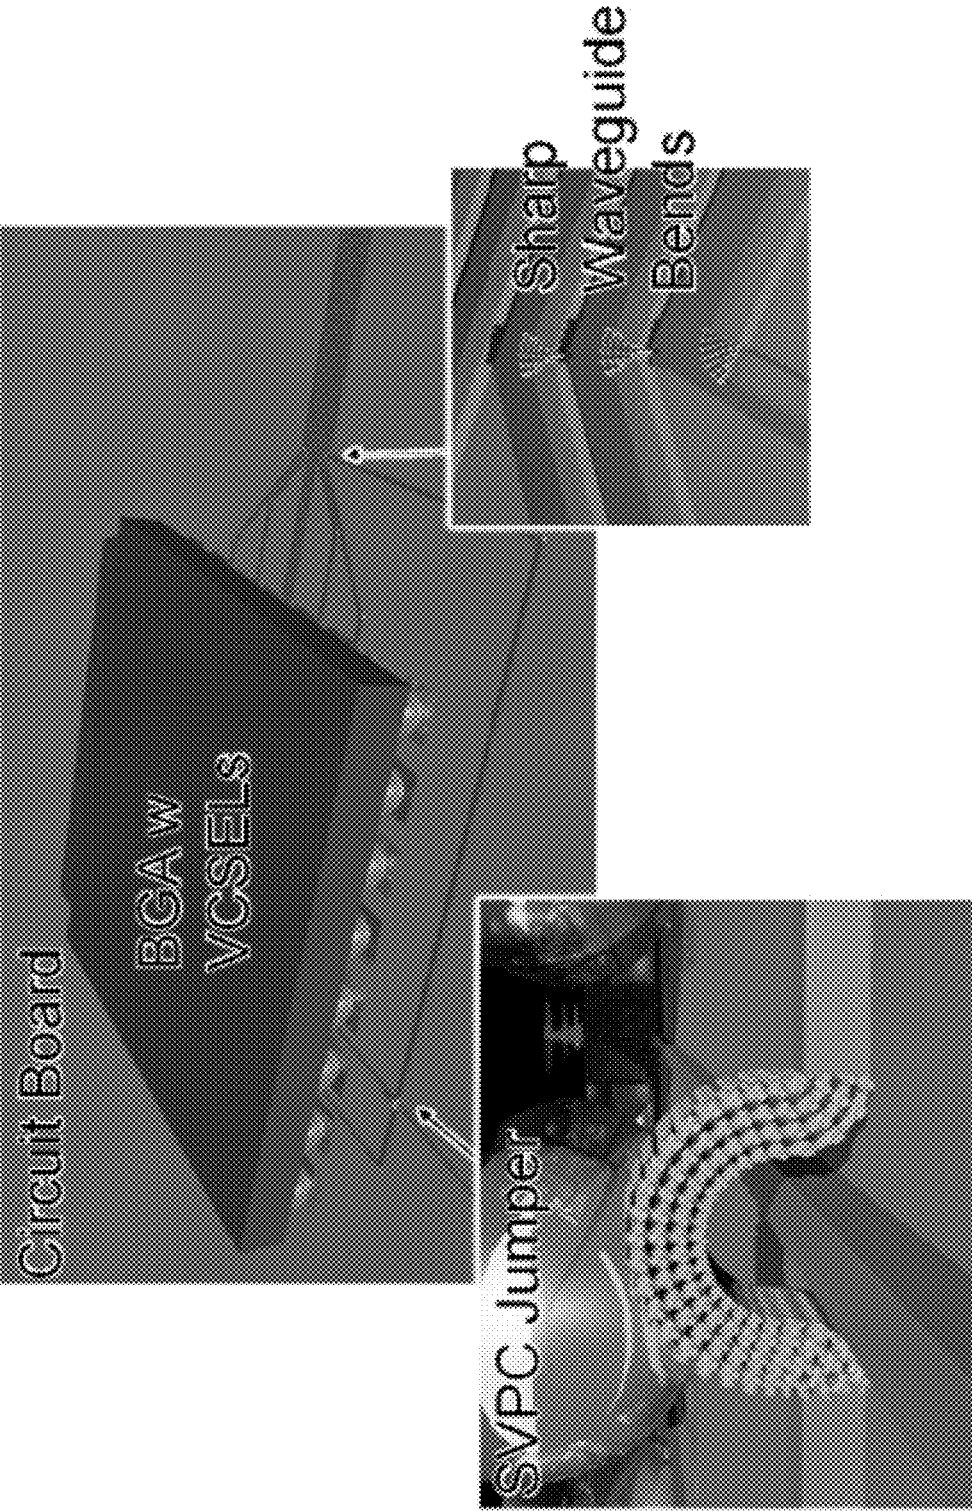 Circuit Board
BGA w
VCSELs
SVPC Jumper
Sharp
Waveguide
Bends